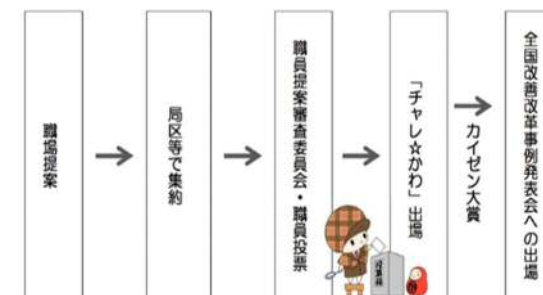 職場提案
局区等で集約
職員提案審査委員会・職員投票
「チャレ☆かわ」出場
カイゼン大賞
全国改善改革事例発表会への出場
投票箱